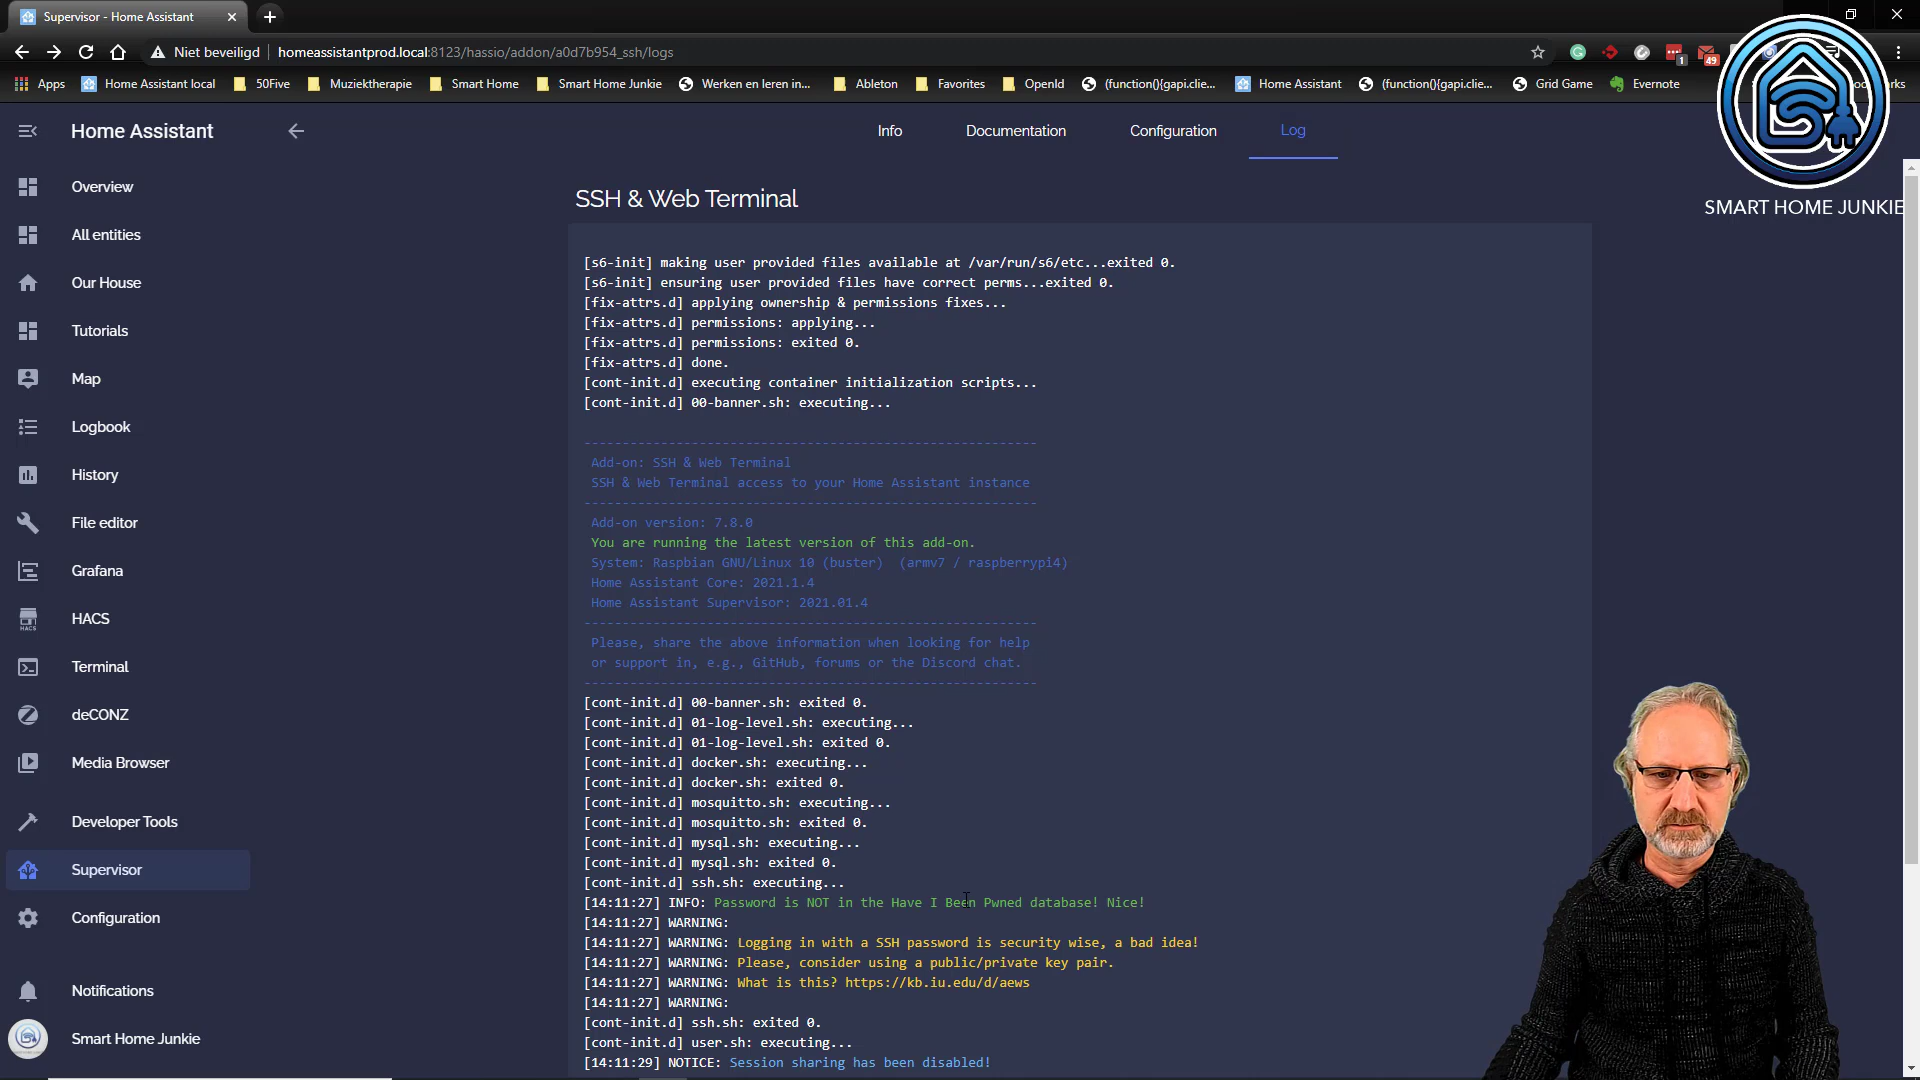 Supervisor - Home Assistant
Niet beveiligd
homeassistantprod.local:8123/hassio/addon/a0d7b954_ssh/logs
1
49
Apps
Home Assistant local
50Five
Muziektherapie
Smart Home
Smart Home Junkie
Werken en leren in...
Ableton
Favorites
OpenId
(function(){gapi.clie...
Home Assistant
(function(){gapi.clie...
Grid Game
Evernote
SMART HOME JUNKIE
Home Assistant
Info
Documentation
Configuration
Log
Overview
All entities
Our House
Tutorials
Map
Logbook
History
File editor
Grafana
HACS
HACS
Terminal
deCONZ
Media Browser
Developer Tools
Supervisor
Configuration
Notifications
Smart Home Junkie
SSH & Web Terminal
[s6-init] making user provided files available at /var/run/s6/etc...exited 0.
[s6-init] ensuring user provided files have correct perms...exited 0.
[fix-attrs.d] applying ownership & permissions fixes...
[fix-attrs.d] permissions: applying...
[fix-attrs.d] permissions: exited 0.
[fix-attrs.d] done.
[cont-init.d] executing container initialization scripts...
[cont-init.d] 00-banner.sh: executing...
-----------------------------------------------------------
Add-on: SSH & Web Terminal
SSH & Web Terminal access to your Home Assistant instance
-----------------------------------------------------------
Add-on version: 7.8.0
You are running the latest version of this add-on.
System: Raspbian GNU/Linux 10 (buster)  (armv7 / raspberrypi4)
Home Assistant Core: 2021.1.4
Home Assistant Supervisor: 2021.01.4
-----------------------------------------------------------
Please, share the above information when looking for help
or support in, e.g., GitHub, forums or the Discord chat.
-----------------------------------------------------------
[cont-init.d] 00-banner.sh: exited 0.
[cont-init.d] 01-log-level.sh: executing...
[cont-init.d] 01-log-level.sh: exited 0.
[cont-init.d] docker.sh: executing...
[cont-init.d] docker.sh: exited 0.
[cont-init.d] mosquitto.sh: executing...
[cont-init.d] mosquitto.sh: exited 0.
[cont-init.d] mysql.sh: executing...
[cont-init.d] mysql.sh: exited 0.
[cont-init.d] ssh.sh: executing...
[14:11:27] INFO: Password is NOT in the Have I Been Pwned database! Nice!
[14:11:27] WARNING:
[14:11:27] WARNING: Logging in with a SSH password is security wise, a bad idea!
[14:11:27] WARNING: Please, consider using a public/private key pair.
[14:11:27] WARNING: What is this? https://kb.iu.edu/d/aews
[14:11:27] WARNING:
[cont-init.d] ssh.sh: exited 0.
[cont-init.d] user.sh: executing...
[14:11:29] NOTICE: Session sharing has been disabled!